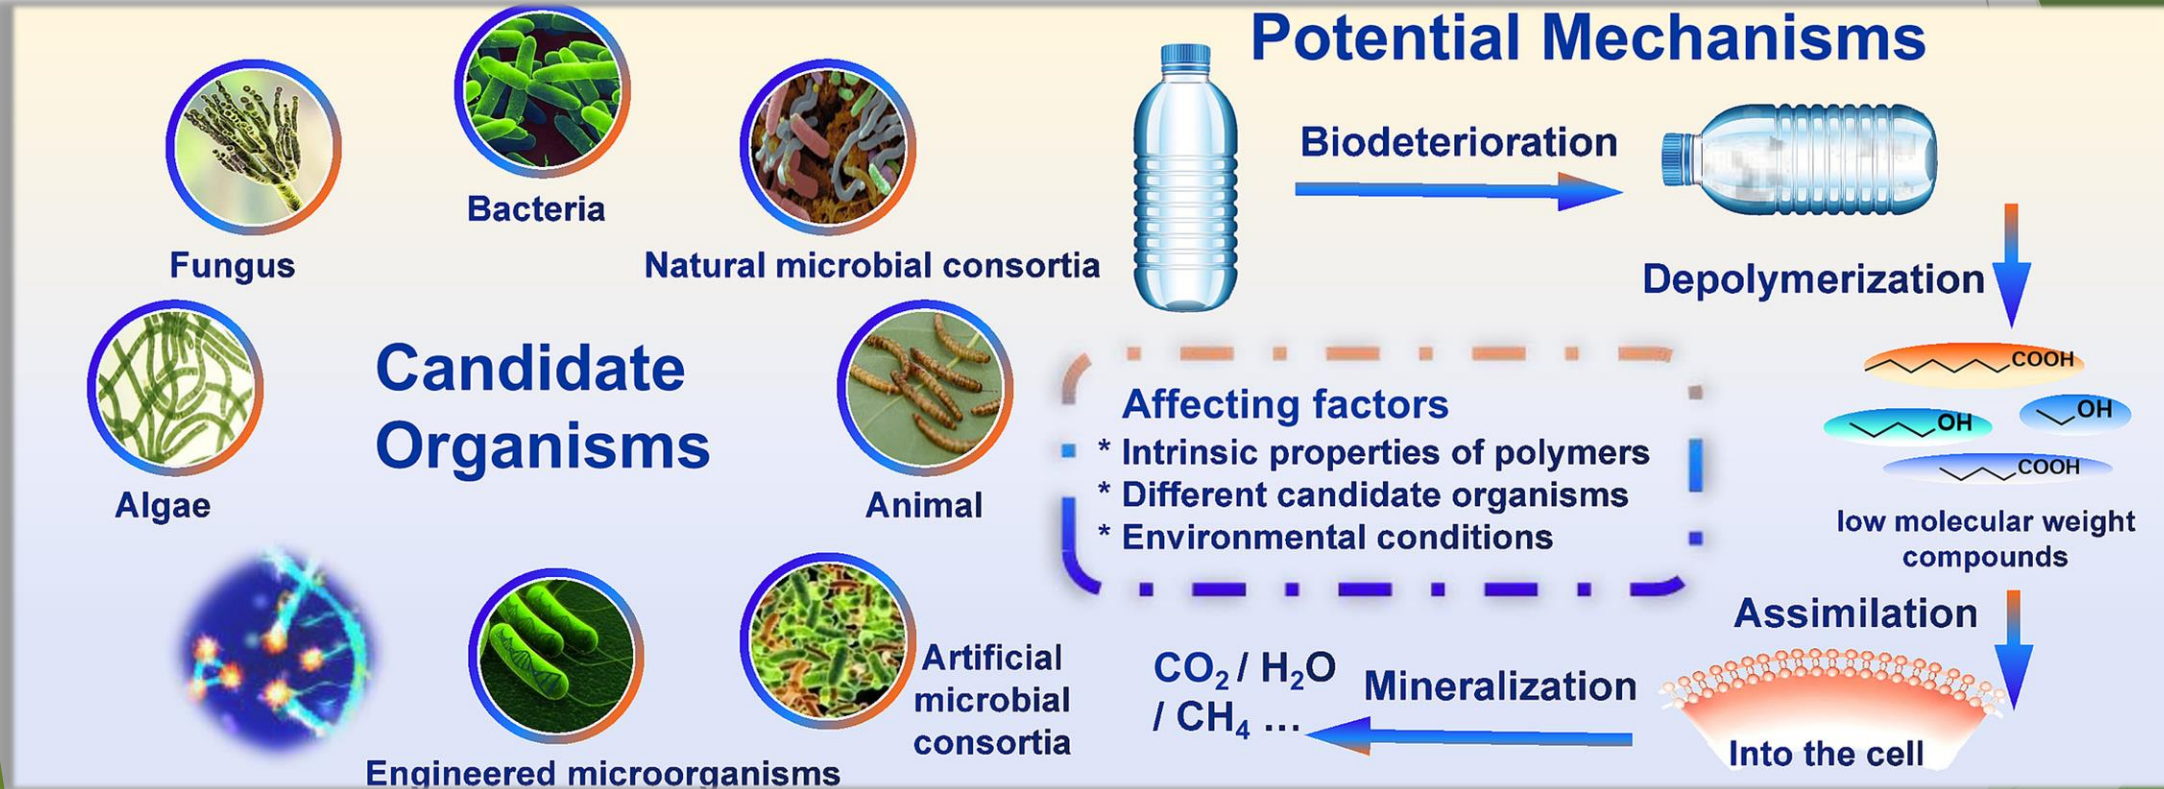 Fungus
Bacteria
Natural microbial consortia
Candidate
Organisms
Algae
Animal
Engineered microorganisms
Artificial
microbial
consortia
Potential Mechanisms
Biodeterioration
Depolymerization
COOH
OH
OH
COOH
low molecular weight
compounds
Affecting factors
* Intrinsic properties of polymers
* Different candidate organisms
* Environmental conditions
Assimilation
Into the cell
Mineralization
CO₂ / H₂O
/ CH₄ ...